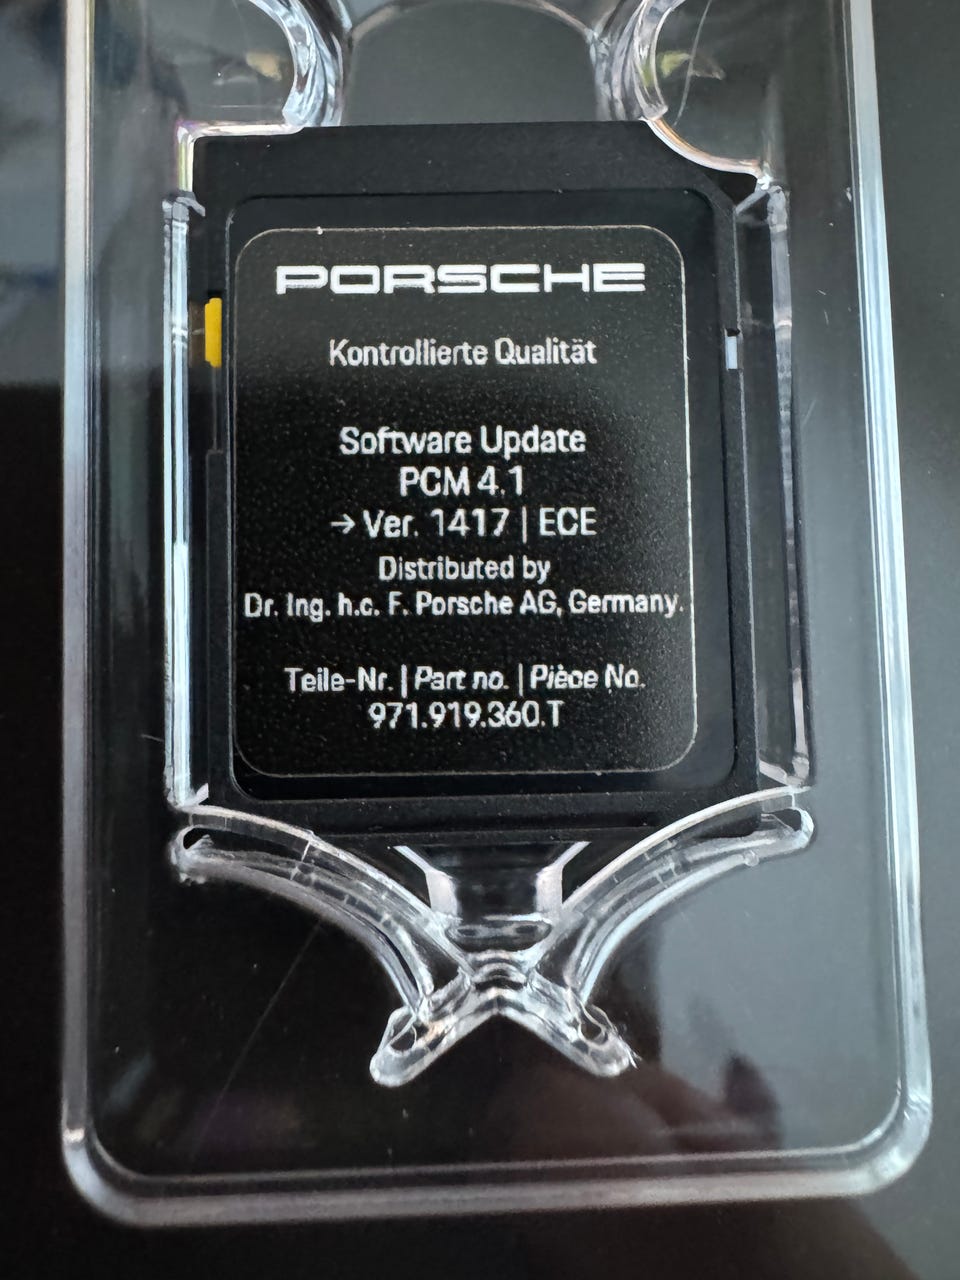 PORSCHE
Kontrollierte Qualität
Software Update
PCM 4.1
→ Ver. 1417 | ECE
Distributed by
Dr. Ing. h.c. F. Porsche AG, Germany.
Teile-Nr. | Part no. | Pièce No.
971.919.360.T